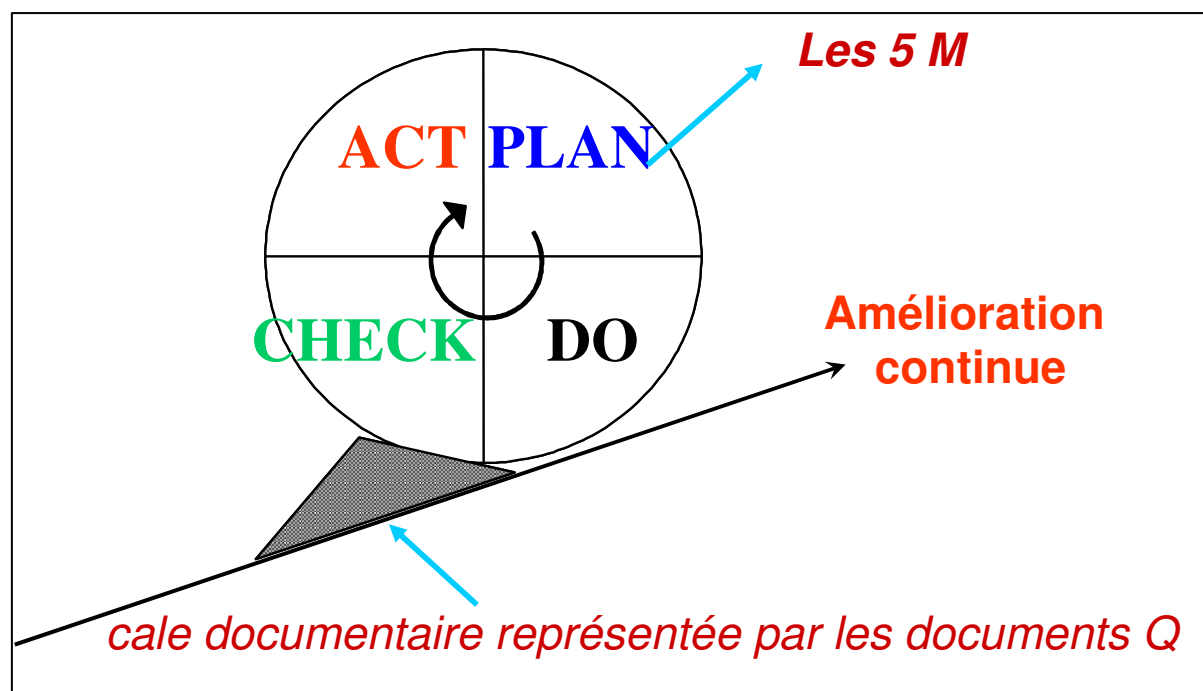 Les 5 M
ACT PLAN
CHECK DO
Amélioration
continue
cale documentaire représentée par les documents Q